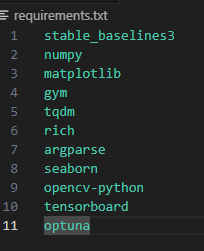 requirements.txt
1 stable_baselines3
2 numpy
3 matplotlib
4 gym
5 tqdm
6 rich
7 argparse
8 seaborn
9 opencv-python
10 tensorboard
11 optuna